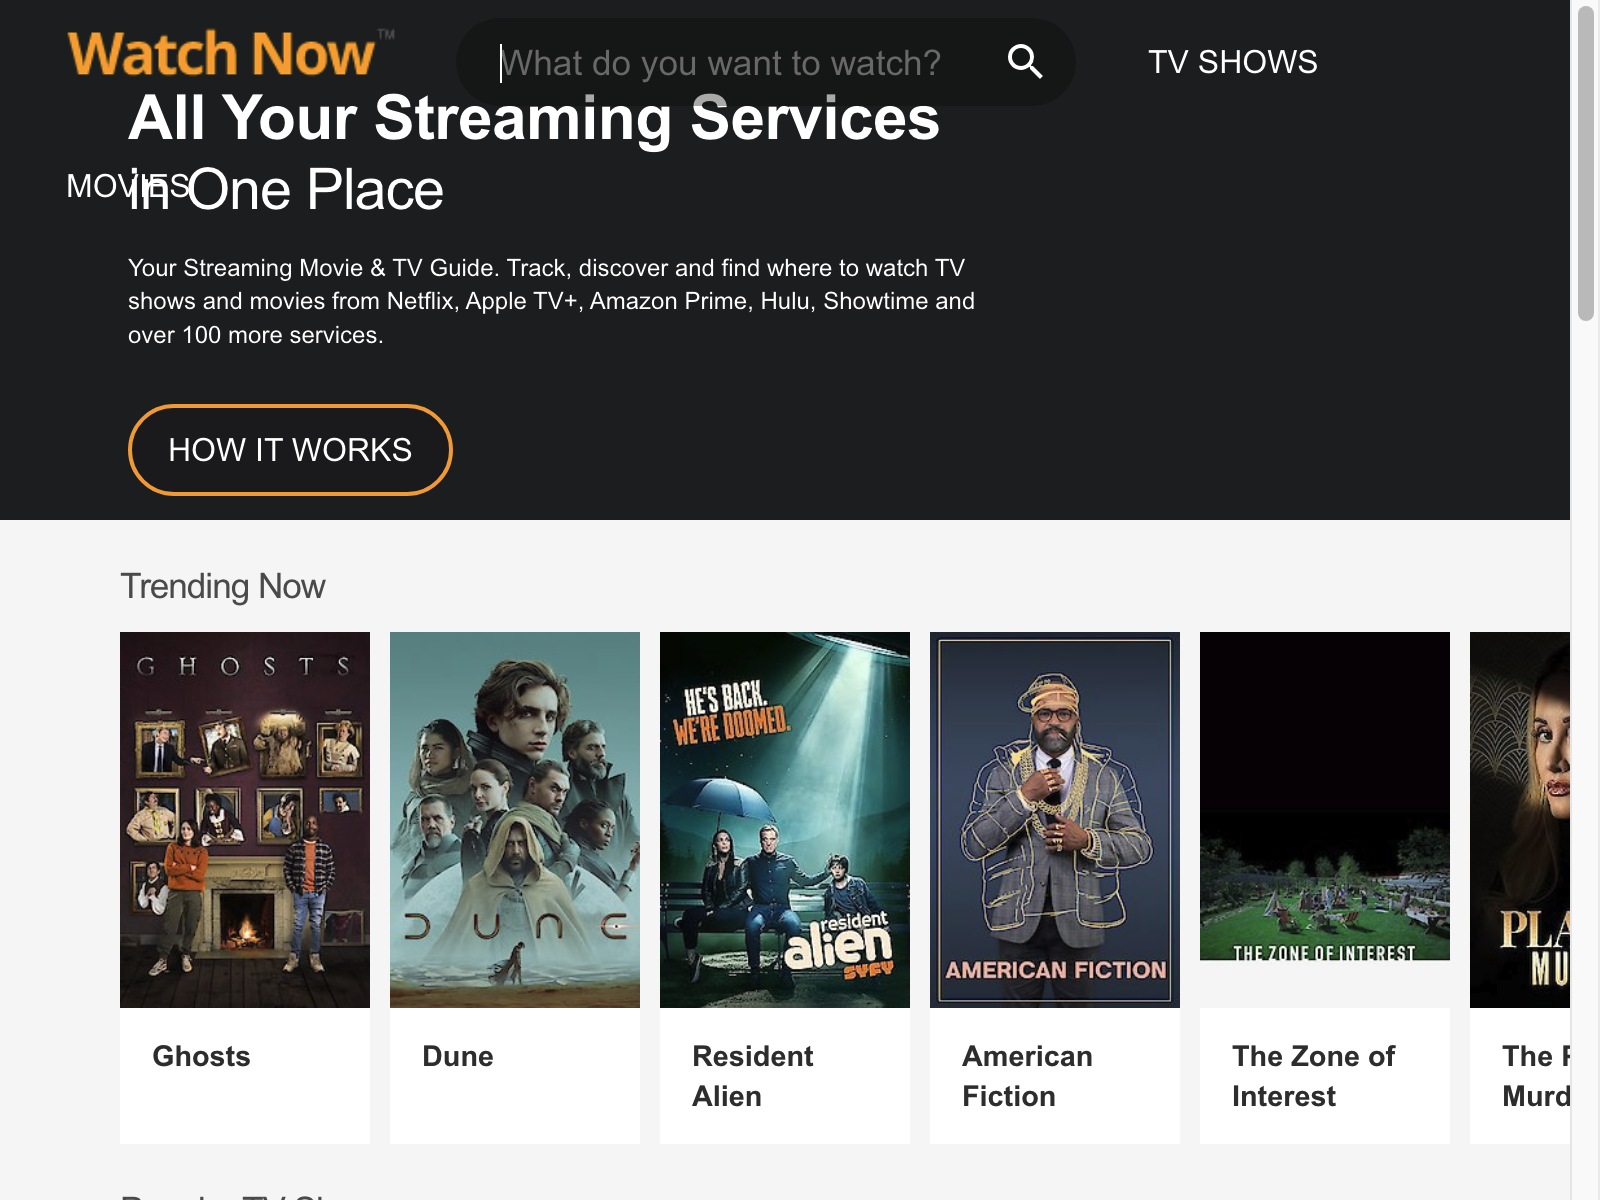 Watch Now™
What do you want to watch?
TV SHOWS
All Your Streaming Services
MOVIES
in One Place
Your Streaming Movie & TV Guide. Track, discover and find where to watch TV
shows and movies from Netflix, Apple TV+, Amazon Prime, Hulu, Showtime and
over 100 more services.
HOW IT WORKS
Trending Now
GHOSTS
DUNE
HE'S BACK.
WE'RE DOOMED.
resident
alien
SYFY
AMERICAN FICTION
THE ZONE OF INTEREST
PLA
MU
Ghosts
Dune
Resident
Alien
American
Fiction
The Zone of
Interest
The P
Murd